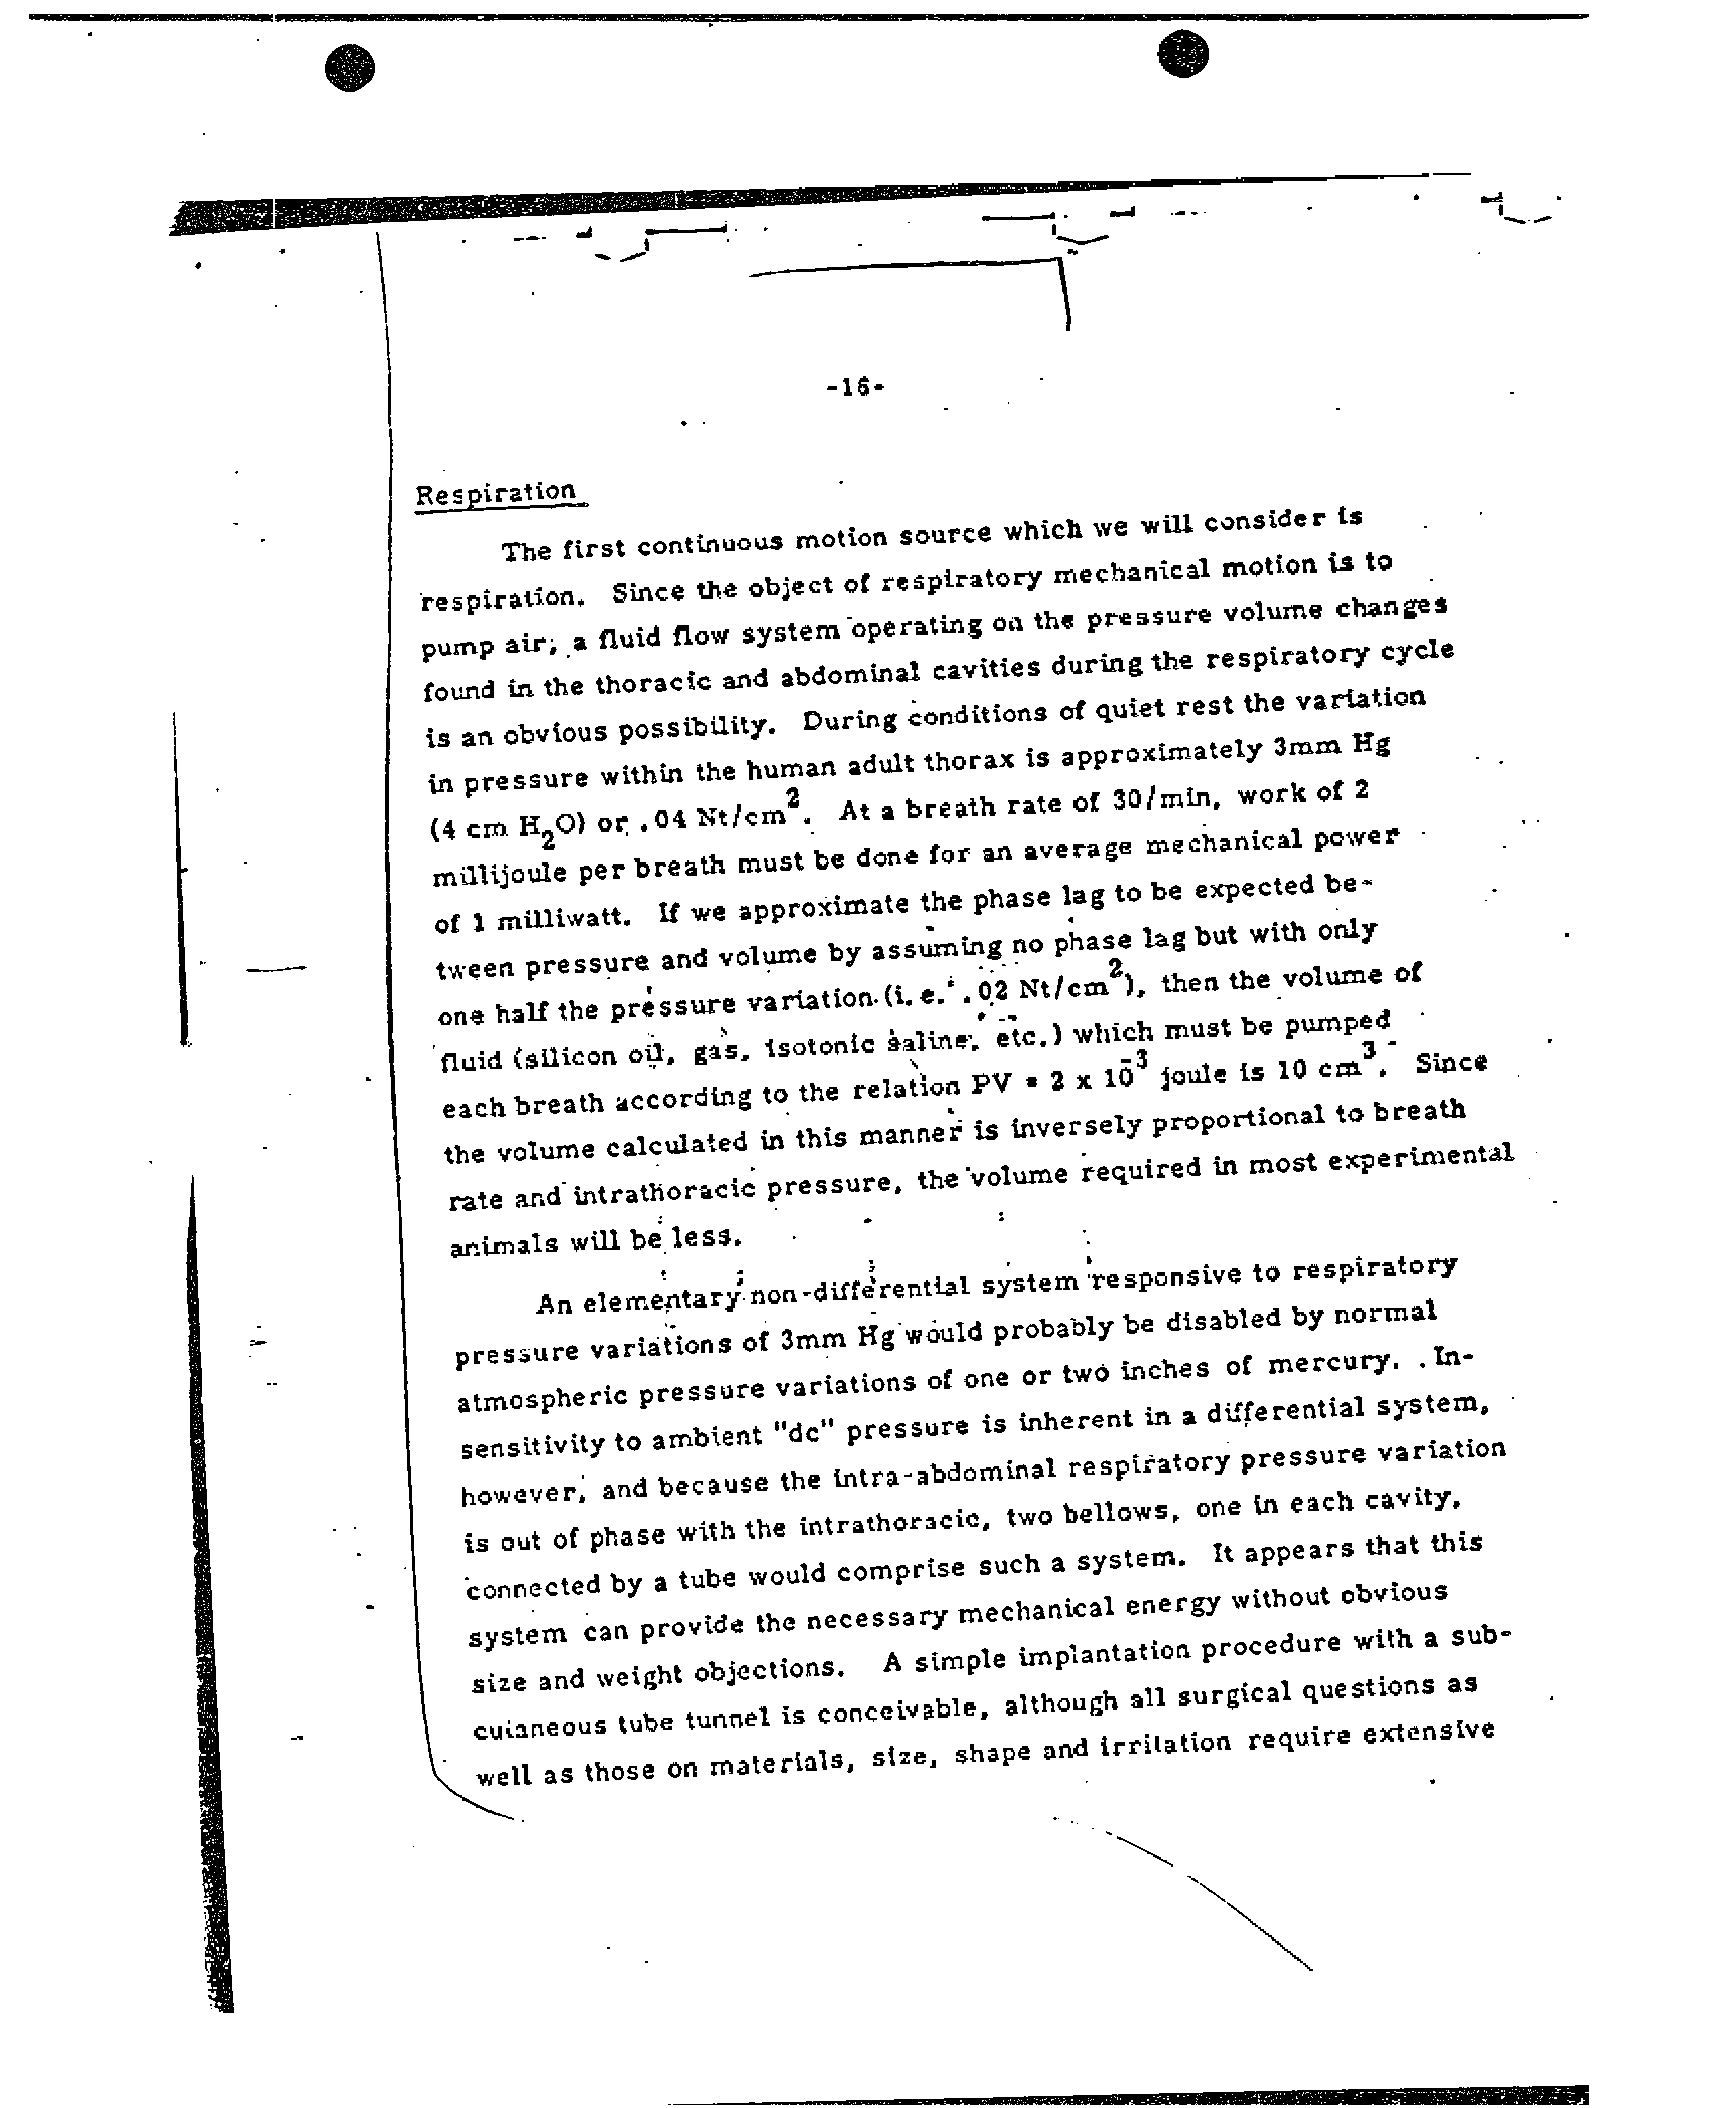 -16-
Respiration
The first continuous motion source which we will consider is
respiration. Since the object of respiratory mechanical motion is to
pump air, a fluid flow system operating on the pressure volume changes
found in the thoracic and abdominal cavities during the respiratory cycle
is an obvious possibility. During conditions of quiet rest the variation
in pressure within the human adult thorax is approximately 3mm Hg
(4 cm H₂O) or .04 Nt/cm². At a breath rate of 30/min, work of 2
millijoule per breath must be done for an average mechanical power
of 1 milliwatt. If we approximate the phase lag to be expected be-
tween pressure and volume by assuming no phase lag but with only
one half the pressure variation (i.e. .02 Nt/cm²), then the volume of
fluid (silicon oil, gas, isotonic saline, etc.) which must be pumped
each breath according to the relation PV = 2 x 10⁻³ joule is 10 cm³. Since
the volume calculated in this manner is inversely proportional to breath
rate and intrathoracic pressure, the volume required in most experimental
animals will be less.
An elementary non-differential system responsive to respiratory
pressure variations of 3mm Hg would probably be disabled by normal
atmospheric pressure variations of one or two inches of mercury. In-
sensitivity to ambient "dc" pressure is inherent in a differential system,
however, and because the intra-abdominal respiratory pressure variation
is out of phase with the intrathoracic, two bellows, one in each cavity,
connected by a tube would comprise such a system. It appears that this
system can provide the necessary mechanical energy without obvious
size and weight objections. A simple implantation procedure with a sub-
cutaneous tube tunnel is conceivable, although all surgical questions as
well as those on materials, size, shape and irritation require extensive